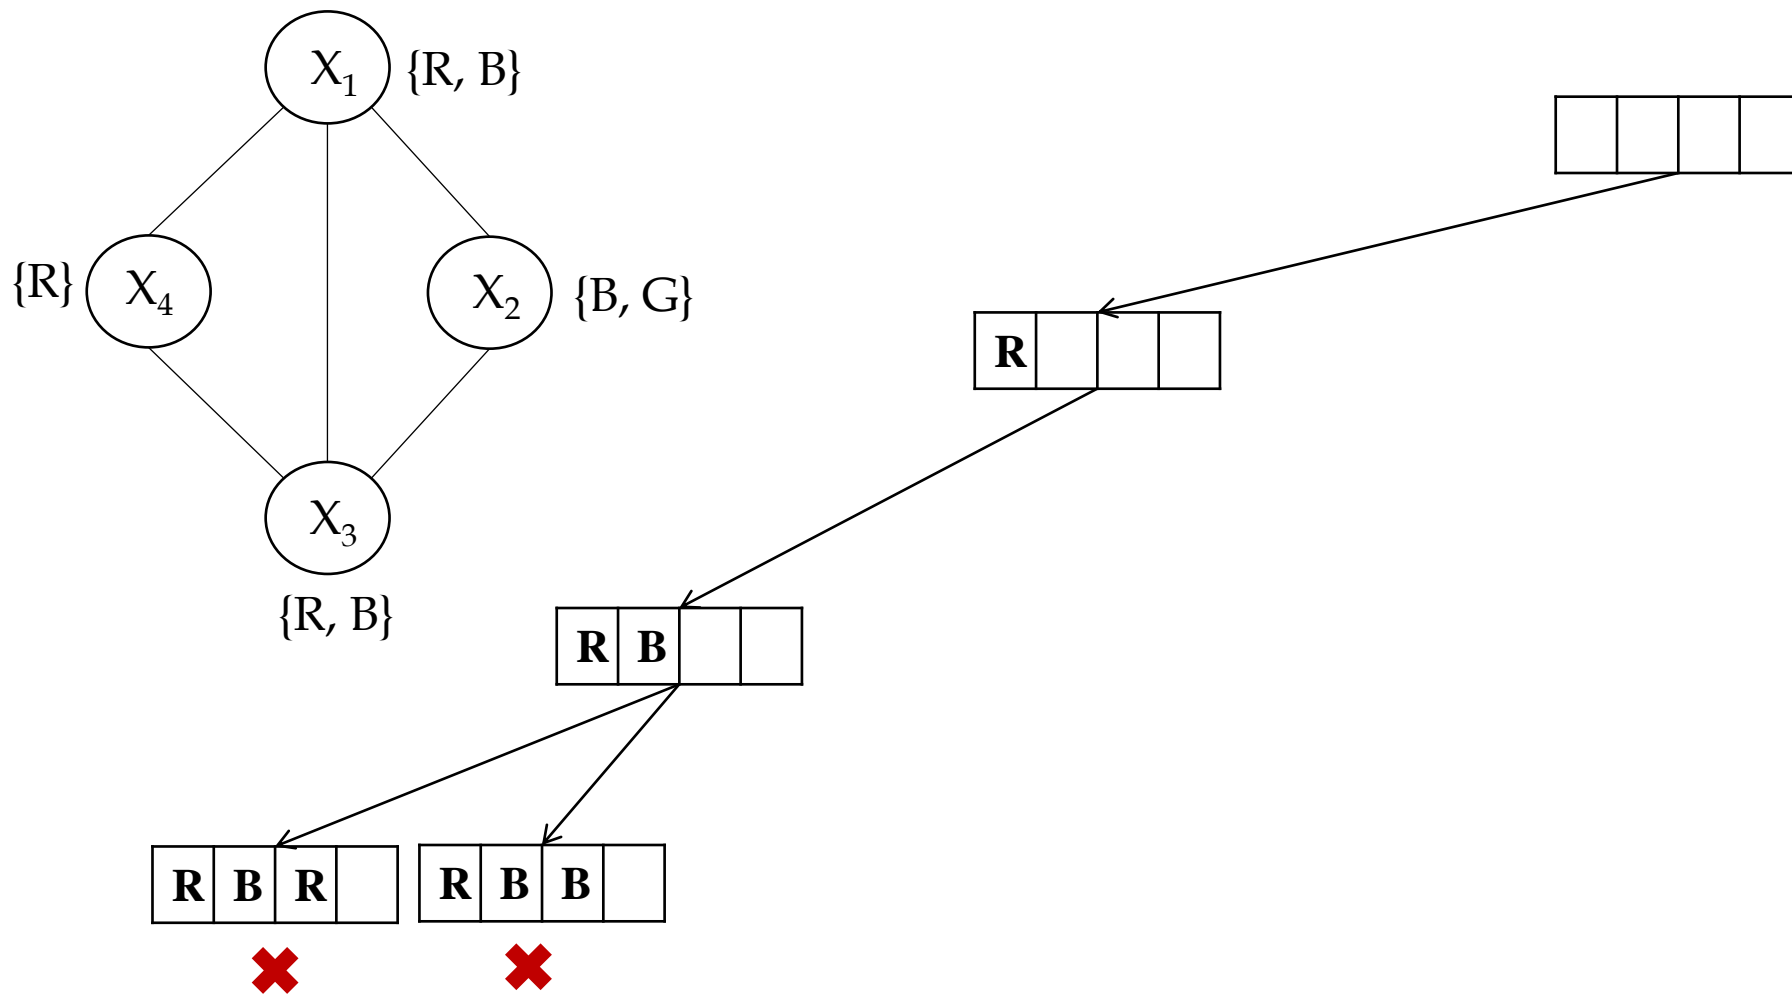 X₁ {R, B}
{R} X₄ X₂ {B, G}
R
X₃
{R, B}
R B
R B R R B B